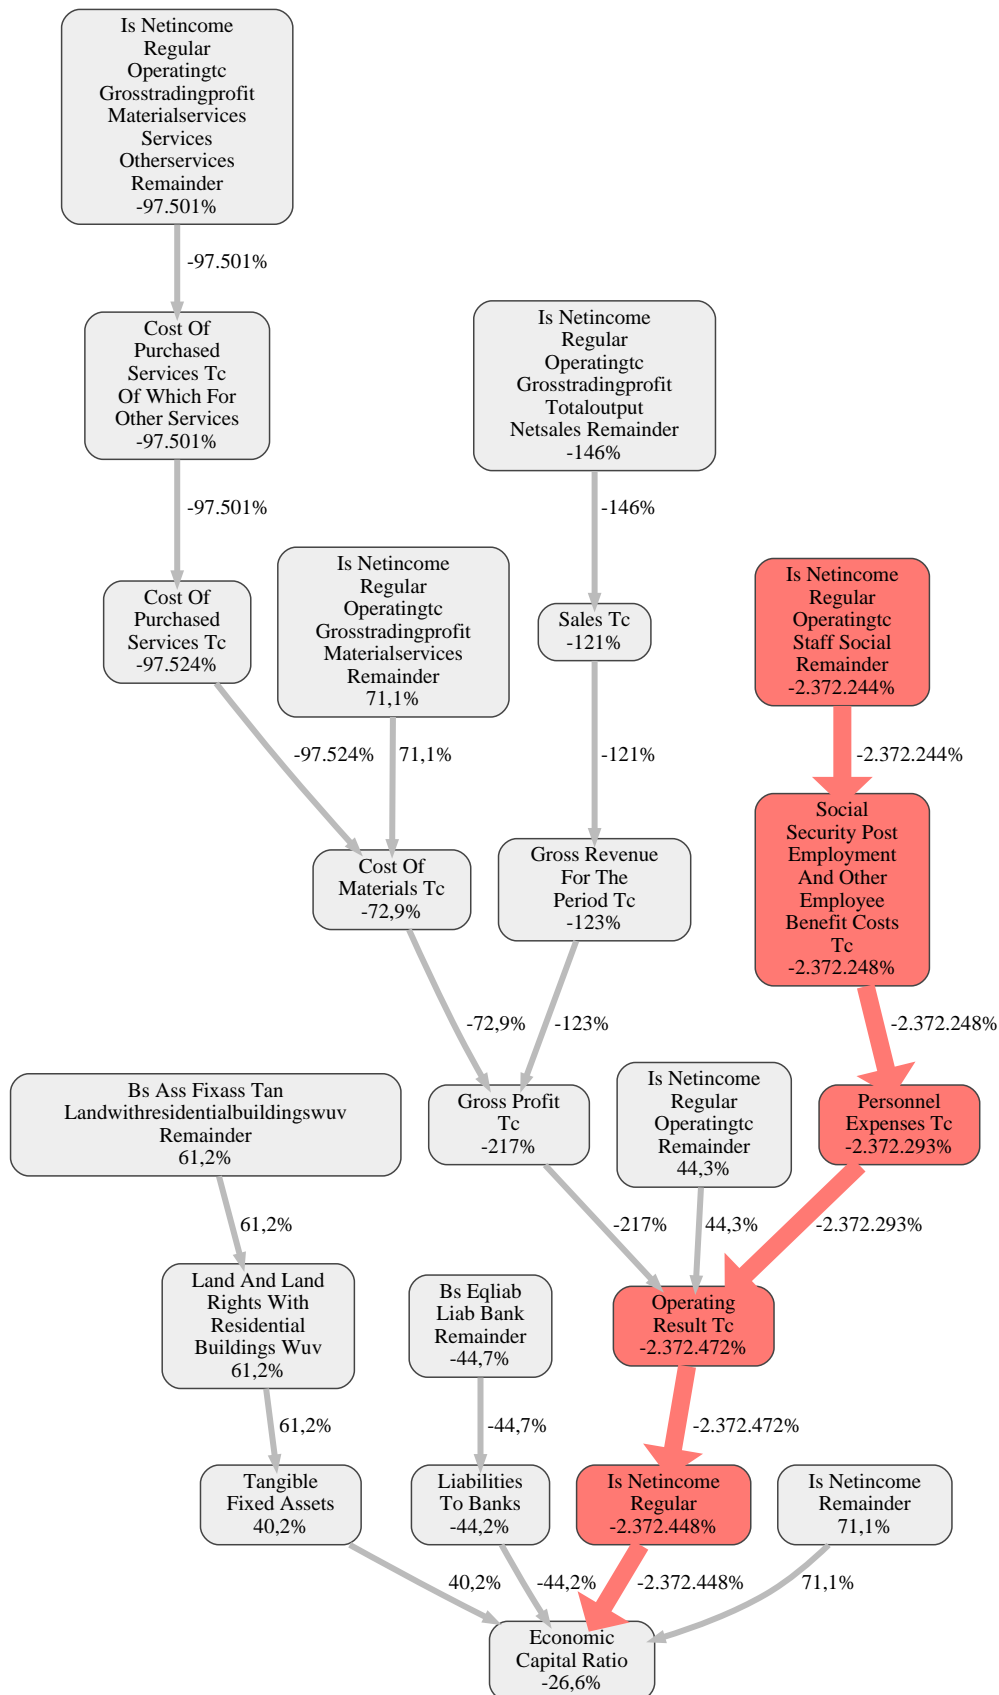 Is Netincome
Regular
Operatingtc
Grosstradingprofit
Materialservices
Services
Otherservices
Remainder
-97.501%
-97.501%
Cost Of
Purchased
Services Tc
Of Which For
Other Services
-97.501%
Is Netincome
Regular
Operatingtc
Grosstradingprofit
Totaloutput
Netsales Remainder
-146%
-97.501%
-146%
Cost Of
Purchased
Services Tc
-97.524%
Is Netincome
Regular
Operatingtc
Grosstradingprofit
Materialservices
Remainder
71,1%
Sales Tc
-121%
Is Netincome
Regular
Operatingtc
Staff Social
Remainder
-2.372.244%
-97.524%
71,1%
-121%
-2.372.244%
Cost Of
Materials Tc
-72,9%
Gross Revenue
For The
Period Tc
-123%
Social
Security Post
Employment
And Other
Employee
Benefit Costs
Tc
-2.372.248%
-72,9%
-123%
-2.372.248%
Bs Ass Fixass Tan
Landwithresidentialbuildingswuv
Remainder
61,2%
Gross Profit
Tc
-217%
Is Netincome
Regular
Operatingtc
Remainder
44,3%
Personnel
Expenses Tc
-2.372.293%
61,2%
-217%
44,3%
-2.372.293%
Land And Land
Rights With
Residential
Buildings Wuv
61,2%
Bs Eqliab
Liab Bank
Remainder
-44,7%
Operating
Result Tc
-2.372.472%
61,2%
-44,7%
-2.372.472%
Tangible
Fixed Assets
40,2%
Liabilities
To Banks
-44,2%
Is Netincome
Regular
-2.372.448%
Is Netincome
Remainder
71,1%
40,2%
-44,2%
-2.372.448%
71,1%
Economic
Capital Ratio
-26,6%